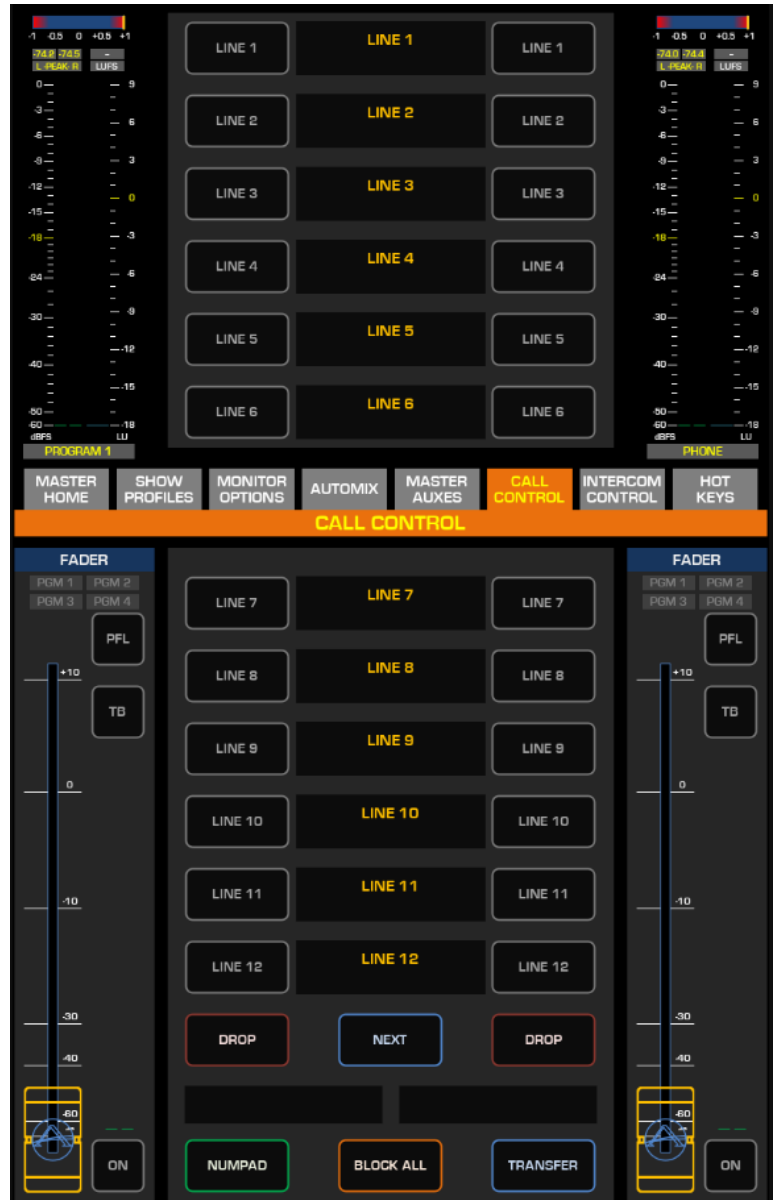 -1 -0.5 0 +0.5 +1
-74.2 -74.5 -
L -PEAK- R LUFS
0 9
-3
6
-6
-9 3
-12
0
-15
-18 -3
-24 -6
-30 -9
-12
-40
-15
-50
-60 -18
dBFS LU
PROGRAM 1
LINE 1 LINE 1 LINE 1
LINE 2 LINE 2 LINE 2
LINE 3 LINE 3 LINE 3
LINE 4 LINE 4 LINE 4
LINE 5 LINE 5 LINE 5
LINE 6 LINE 6 LINE 6
-1 -0.5 0 +0.5 +1
-74.0 -74.4 -
L -PEAK- R LUFS
0 9
-3
6
-6
-9 3
-12
0
-15
-18 -3
-24 -6
-30 -9
-12
-40
-15
-50
-60 -18
dBFS LU
PHONE
MASTER HOME
SHOW PROFILES
MONITOR OPTIONS
AUTOMIX
MASTER AUXES
CALL CONTROL
INTERCOM CONTROL
HOT KEYS
CALL CONTROL
FADER
PGM 1 PGM 2
PGM 3 PGM 4
PFL
+10
TB
0
-10
-30
-40
-60
ON
LINE 7 LINE 7 LINE 7
LINE 8 LINE 8 LINE 8
LINE 9 LINE 9 LINE 9
LINE 10 LINE 10 LINE 10
LINE 11 LINE 11 LINE 11
LINE 12 LINE 12 LINE 12
DROP NEXT DROP
NUMPAD BLOCK ALL TRANSFER
FADER
PGM 1 PGM 2
PGM 3 PGM 4
PFL
+10
TB
0
-10
-30
-40
-60
ON